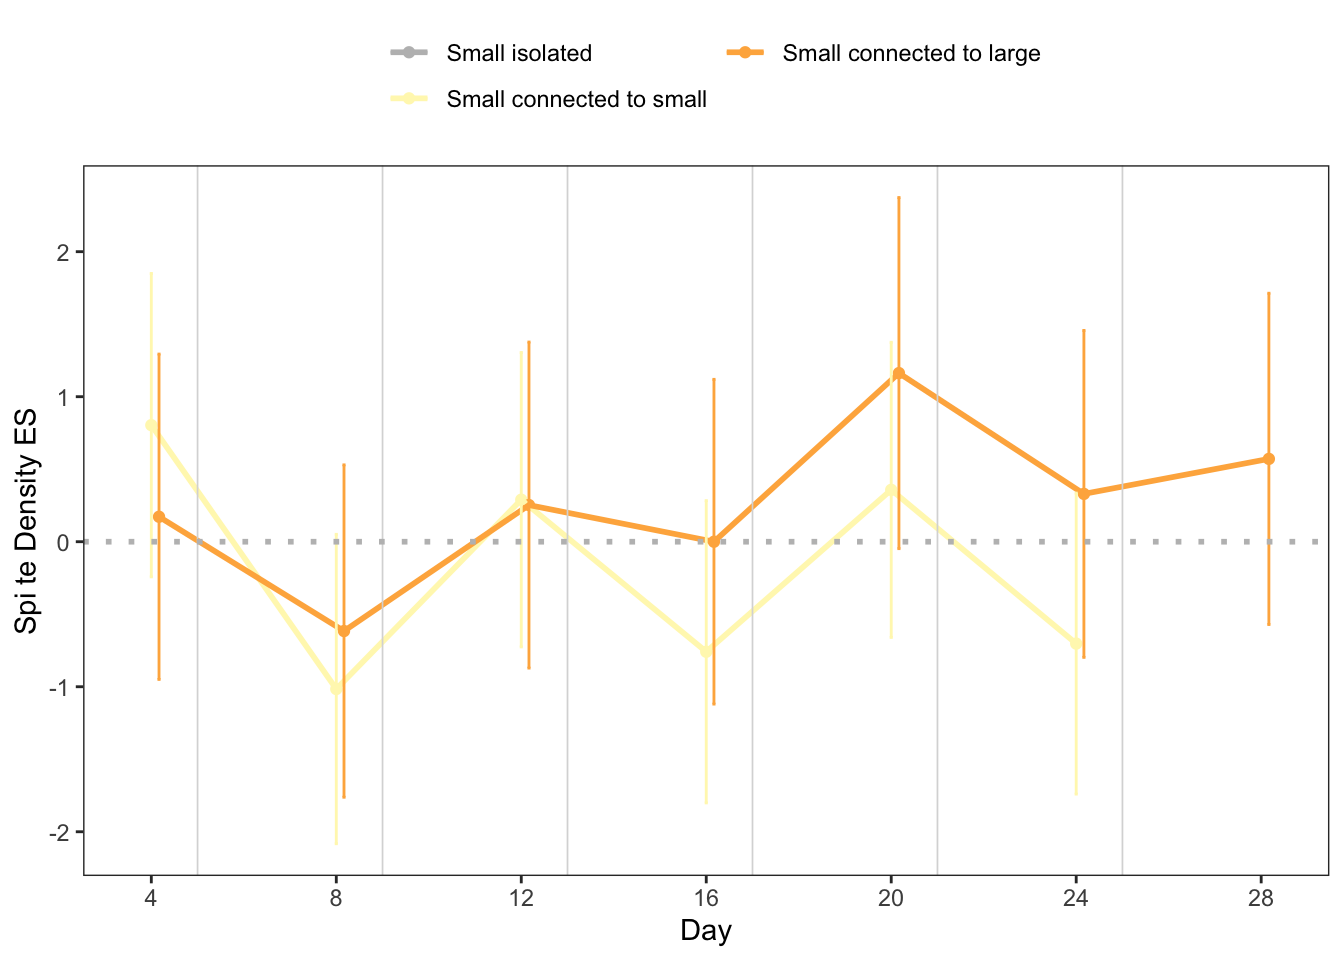 Small isolated
Small connected to large
Small connected to small
Spi te Density ES
2
1
0
-1
-2
4 8 12 16 20 24 28
Day